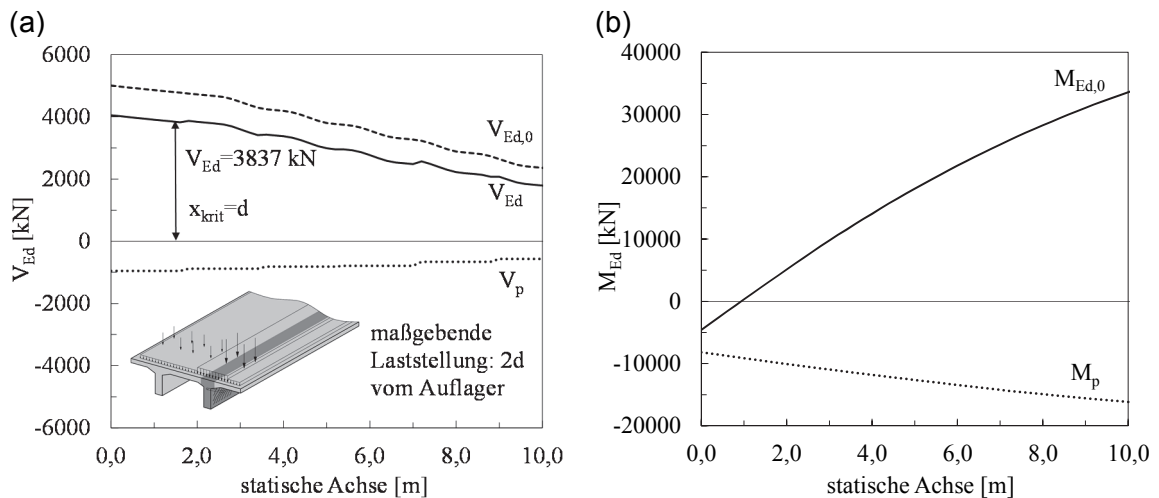 (a)
6000
4000
2000
0
-2000
-4000
-6000
V_Ed [kN]
V_Ed,0
V_Ed=3837 kN
V_Ed
x_krit=d
V_p
maßgebende
Laststellung: 2d
vom Auflager
0,0 2,0 4,0 6,0 8,0 10,0
statische Achse [m]
(b)
40000
30000
20000
10000
0
-10000
-20000
M_Ed [kN]
M_Ed,0
M_p
0,0 2,0 4,0 6,0 8,0 10,0
statische Achse [m]